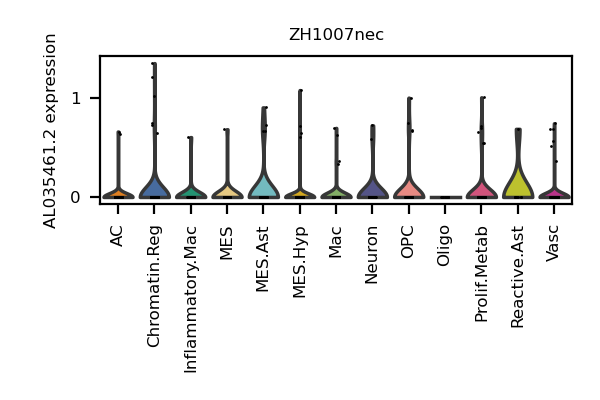 ZH1007nec
AL035461.2 expression
1
0
AC
Chromatin.Reg
Inflammatory.Mac
MES
MES.Ast
MES.Hyp
Mac
Neuron
OPC
Oligo
Prolif.Metab
Reactive.Ast
Vasc